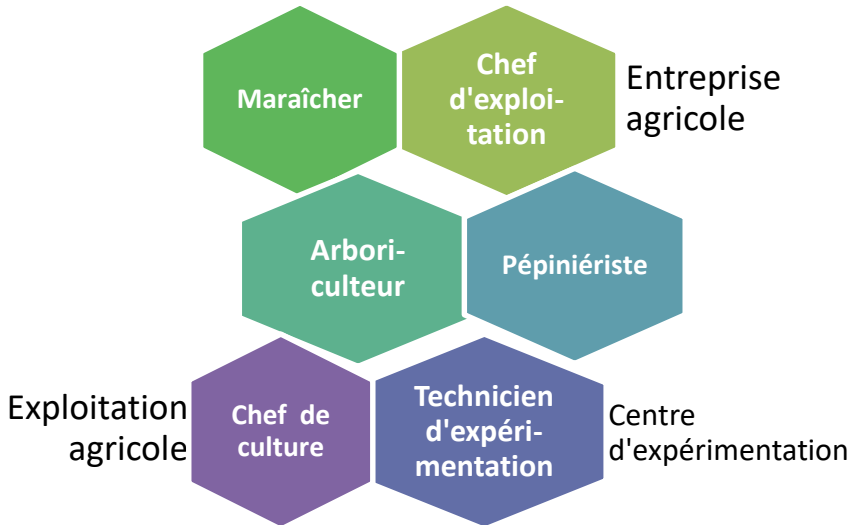 Maraîcher
Chef
d'exploi-
tation
Entreprise
agricole
Arbori-
culteur
Pépiniériste
Exploitation
agricole
Chef de
culture
Technicien
d'expéri-
mentation
Centre
d'expérimentation